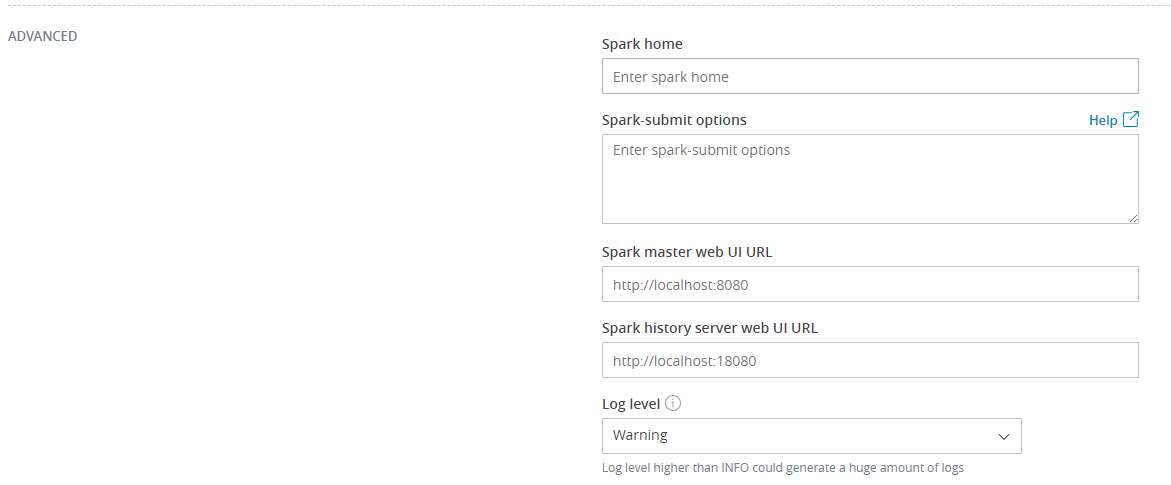 ADVANCED
Spark home
Enter spark home
Spark-submit options
Help
Enter spark-submit options
Spark master web UI URL
http://localhost:8080
Spark history server web UI URL
http://localhost:18080
Log level
Warning
Log level higher than INFO could generate a huge amount of logs